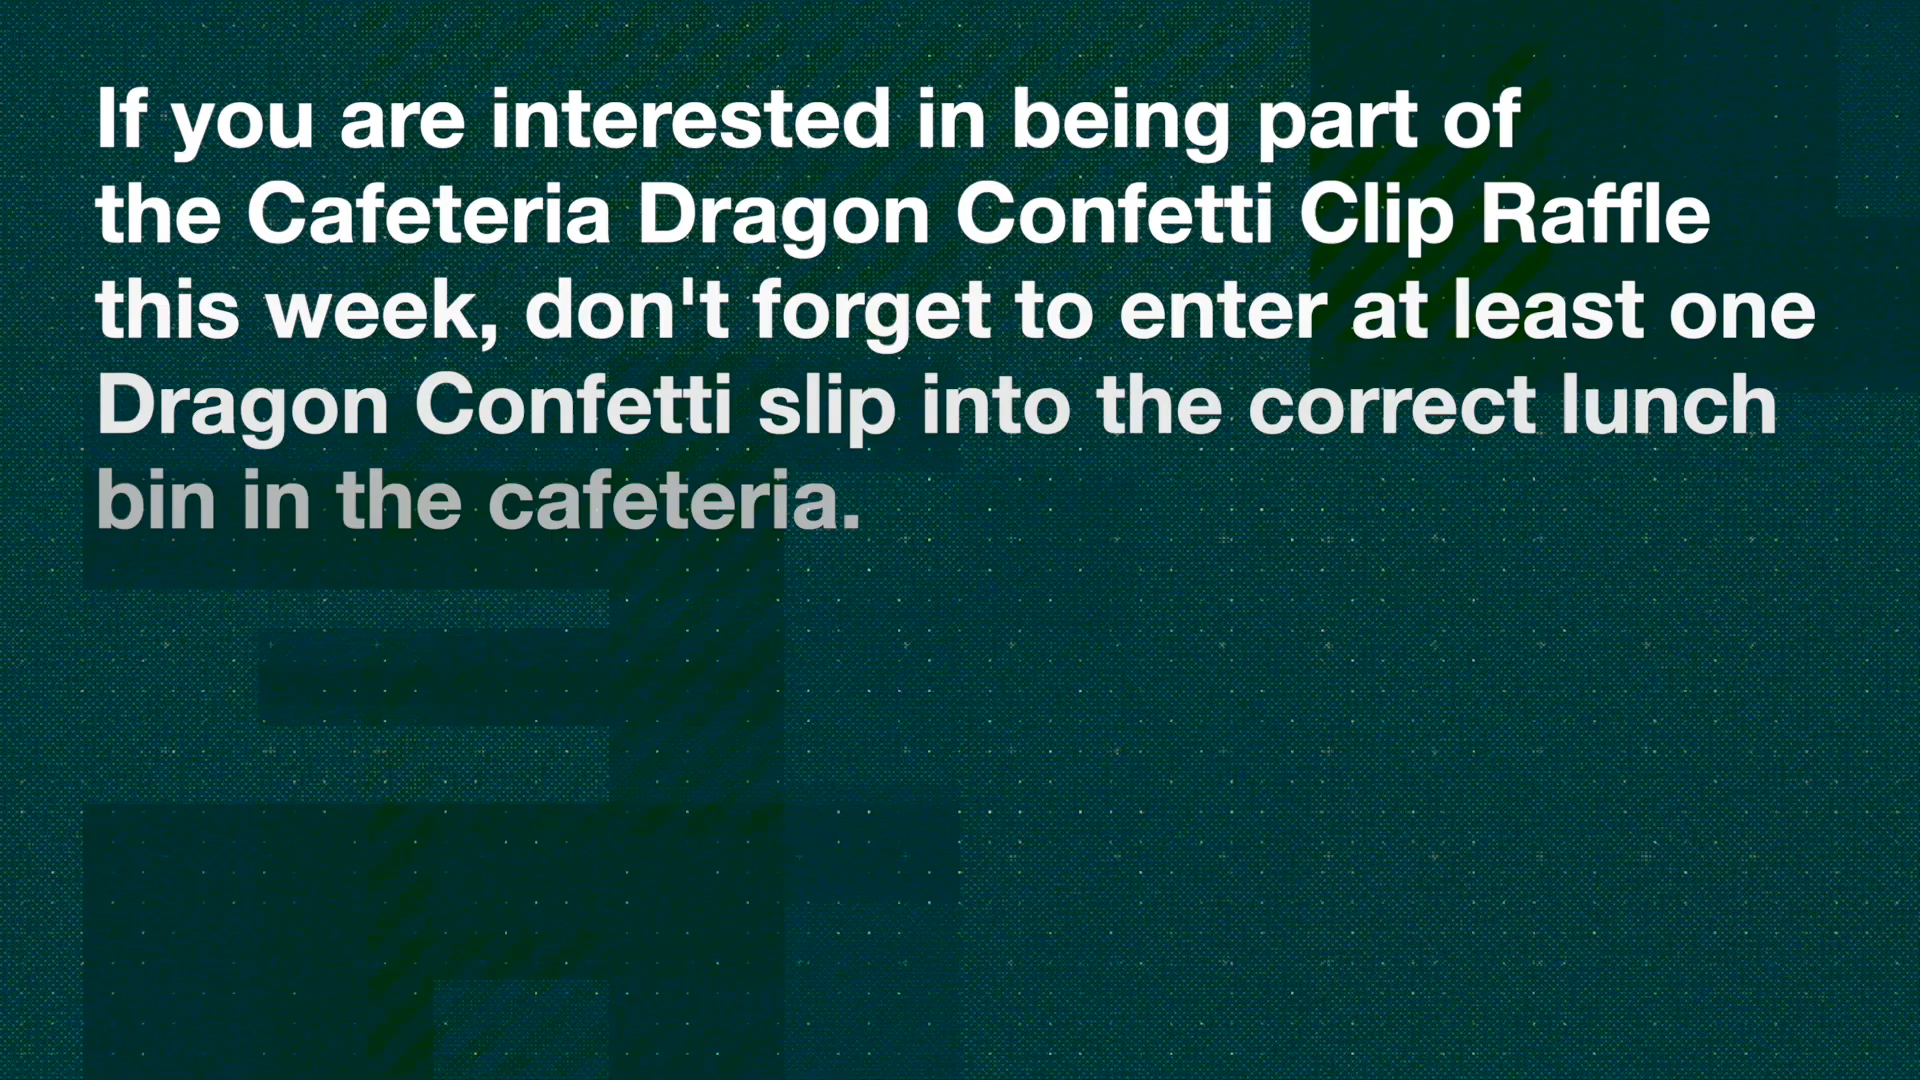 If you are interested in being part of
the Cafeteria Dragon Confetti Clip Raffle
this week, don't forget to enter at least one
Dragon Confetti slip into the correct lunch
bin in the cafeteria.